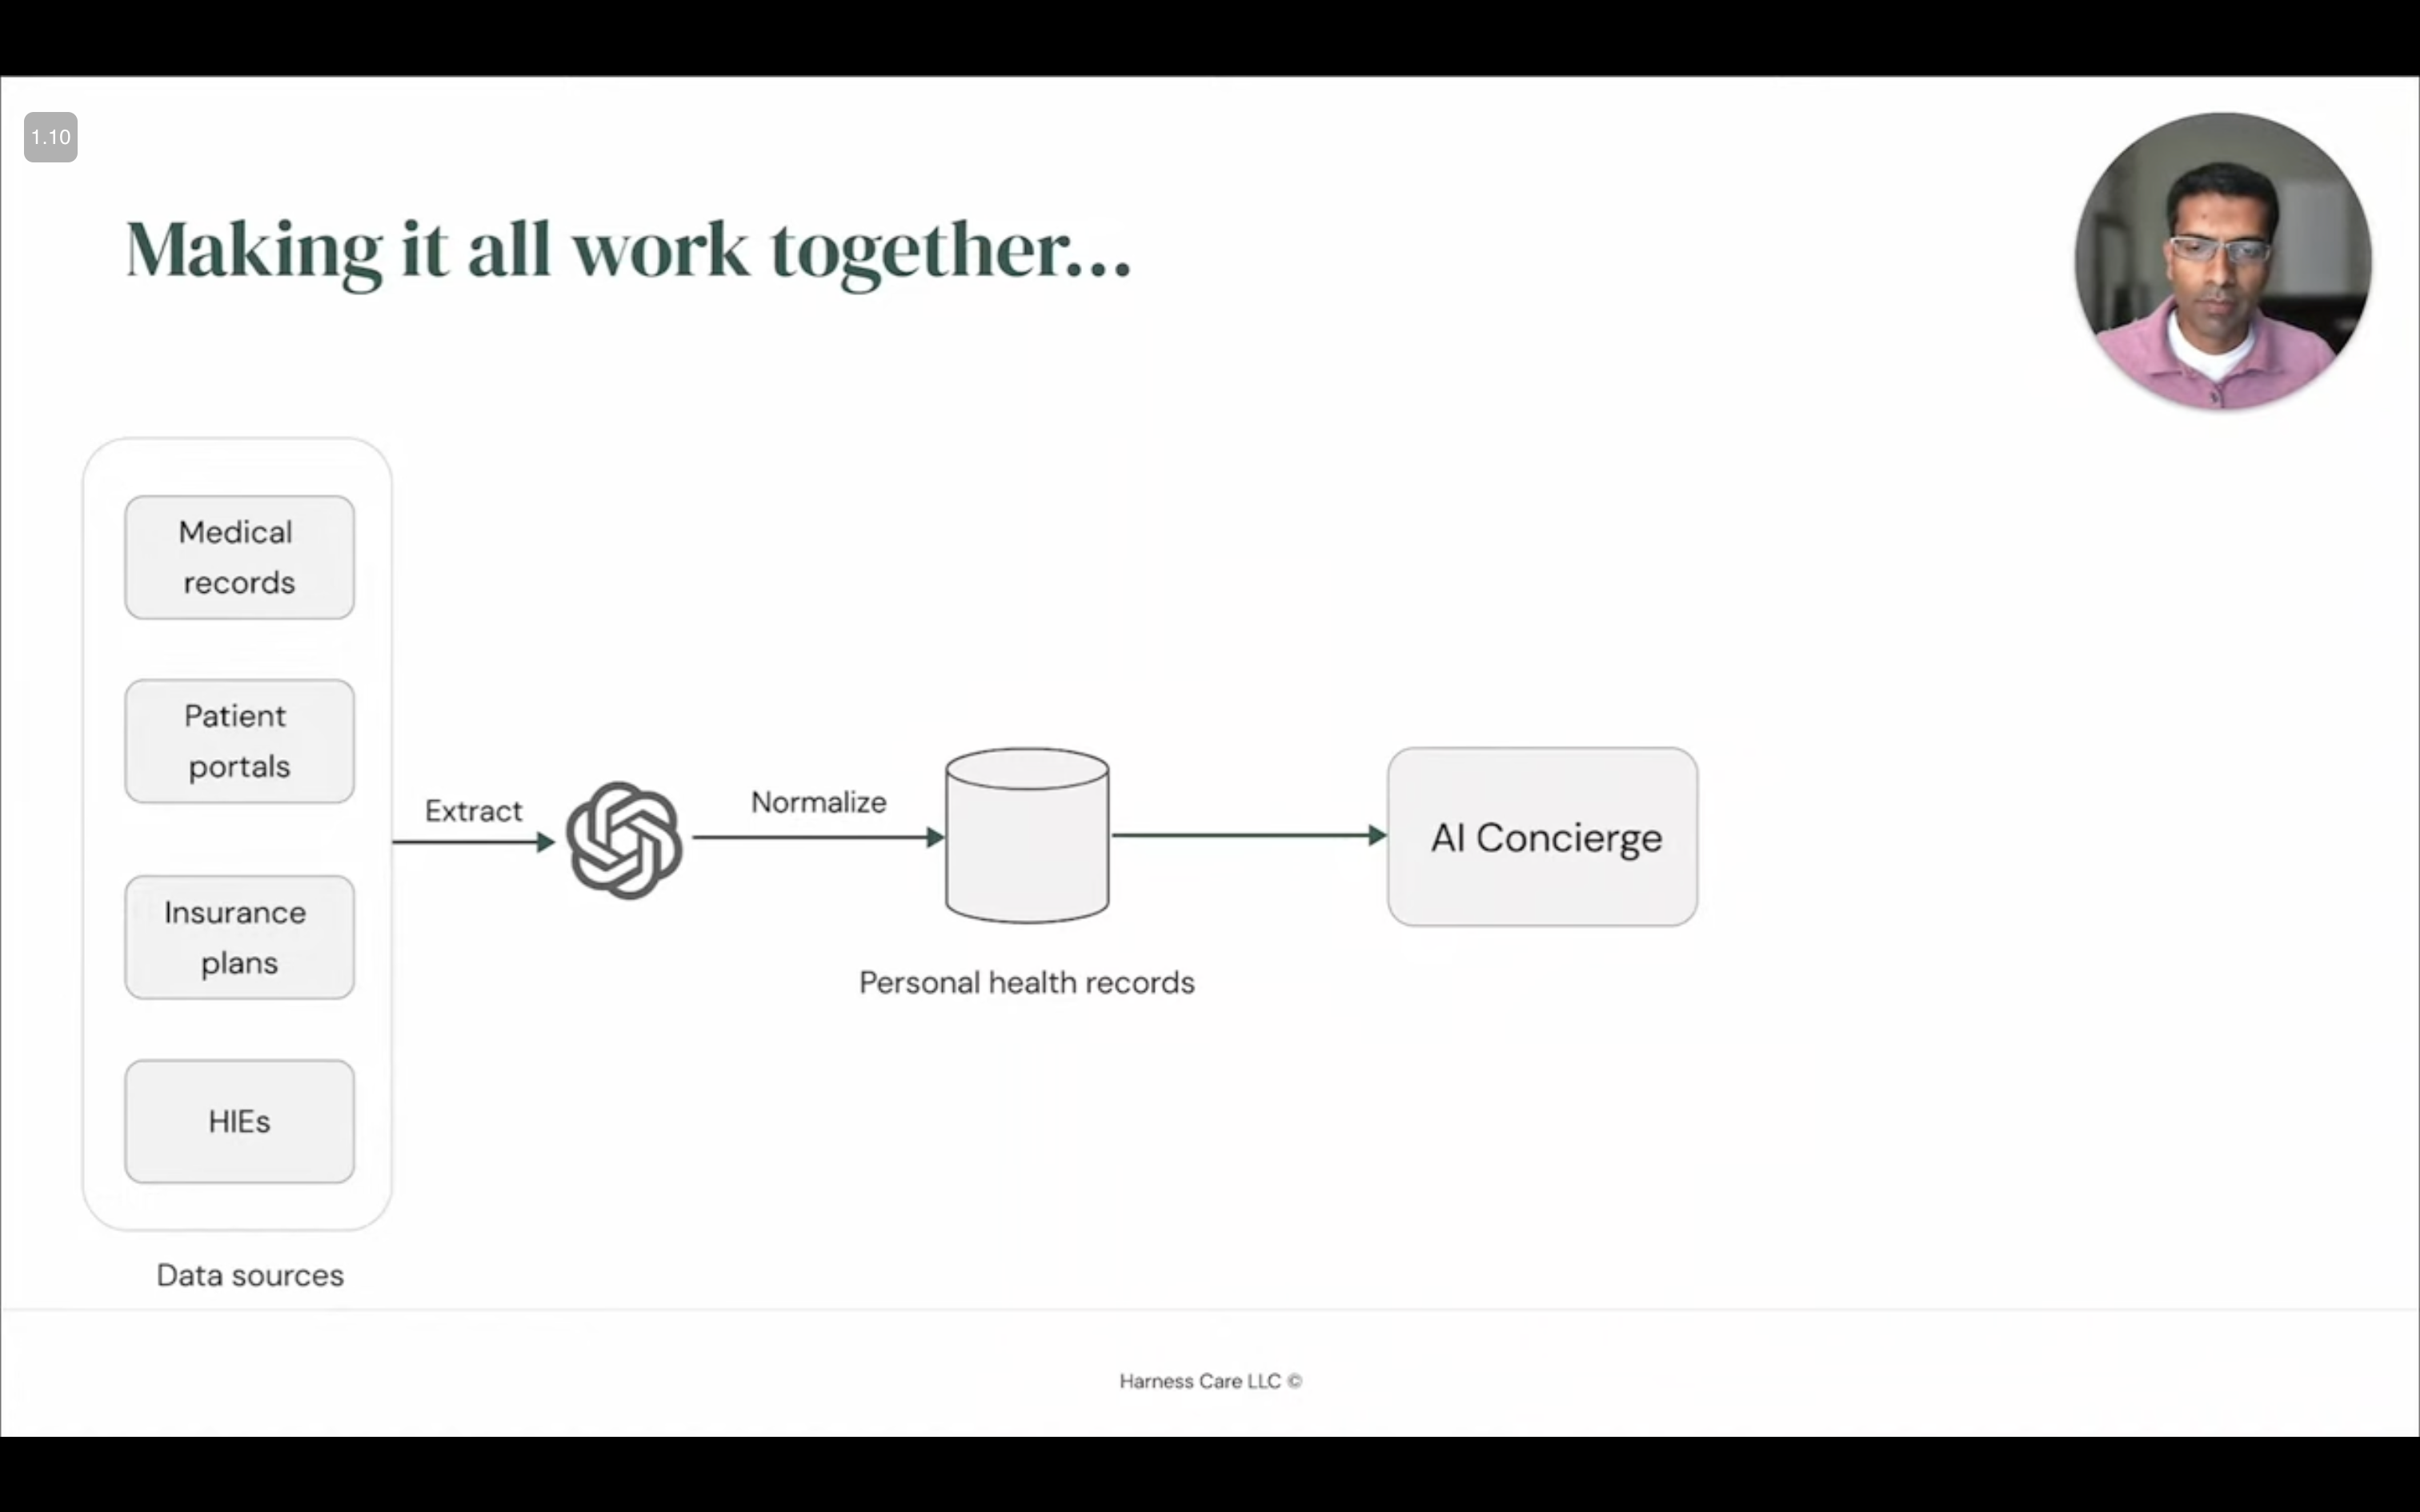 1.10
Making it all work together...
Medical
records
Patient
portals
Insurance
plans
HIEs
Data sources
Extract
Normalize
Personal health records
AI Concierge
Harness Care LLC ©